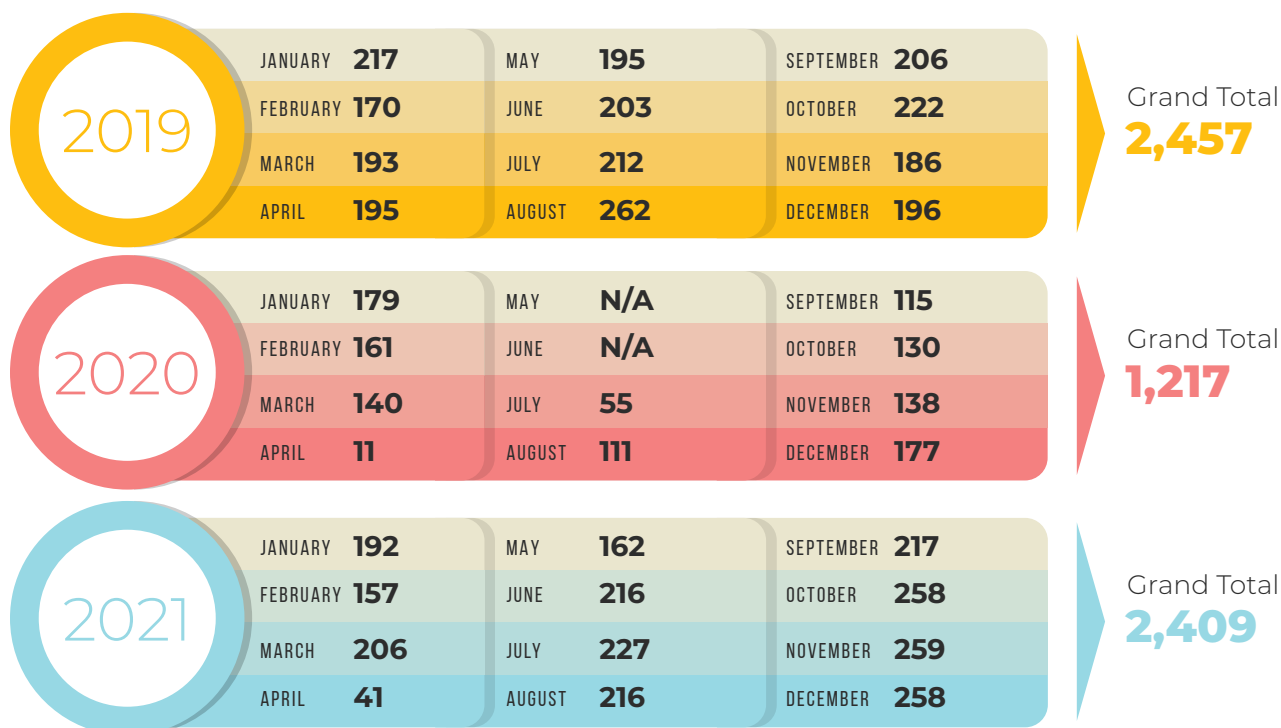 2019
JANUARY 217 MAY 195 SEPTEMBER 206
FEBRUARY 170 JUNE 203 OCTOBER 222
MARCH 193 JULY 212 NOVEMBER 186
APRIL 195 AUGUST 262 DECEMBER 196
Grand Total
2,457
2020
JANUARY 179 MAY N/A SEPTEMBER 115
FEBRUARY 161 JUNE N/A OCTOBER 130
MARCH 140 JULY 55 NOVEMBER 138
APRIL 11 AUGUST 111 DECEMBER 177
Grand Total
1,217
2021
JANUARY 192 MAY 162 SEPTEMBER 217
FEBRUARY 157 JUNE 216 OCTOBER 258
MARCH 206 JULY 227 NOVEMBER 259
APRIL 41 AUGUST 216 DECEMBER 258
Grand Total
2,409